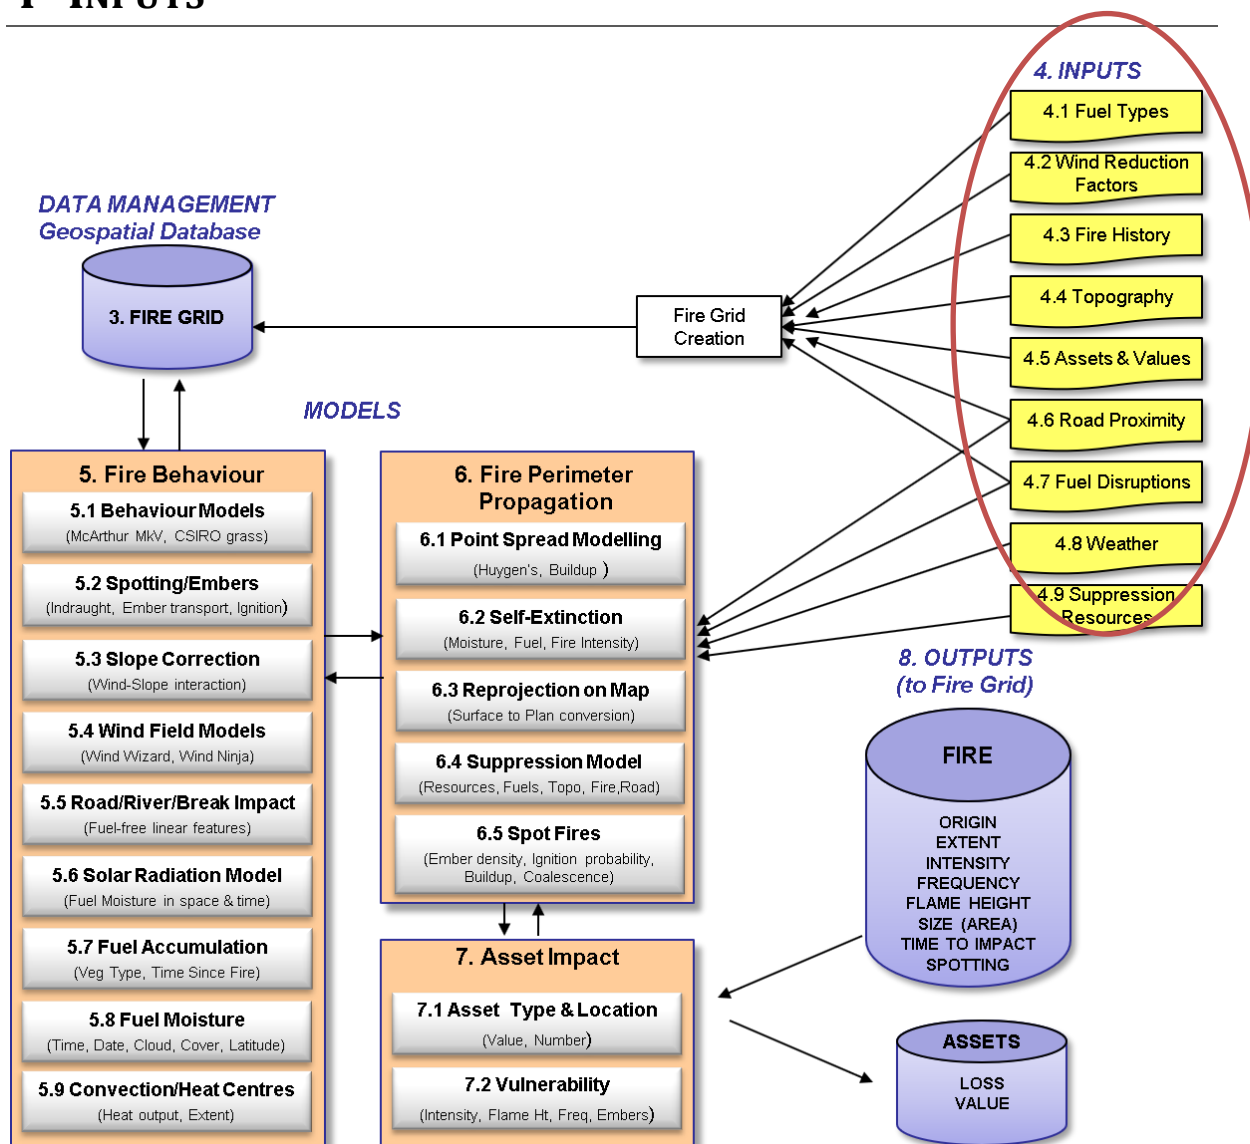 INPUTS
4. INPUTS
4.1 Fuel Types
4.2 Wind Reduction
Factors
4.3 Fire History
4.4 Topography
4.5 Assets & Values
4.6 Road Proximity
4.7 Fuel Disruptions
4.8 Weather
4.9 Suppression
Resources
DATA MANAGEMENT
Geospatial Database
3. FIRE GRID
Fire Grid
Creation
MODELS
5. Fire Behaviour
5.1 Behaviour Models
(McArthur MkV, CSIRO grass)
5.2 Spotting/Embers
(Indraught, Ember transport, Ignition)
5.3 Slope Correction
(Wind-Slope interaction)
5.4 Wind Field Models
(Wind Wizard, Wind Ninja)
5.5 Road/River/Break Impact
(Fuel-free linear features)
5.6 Solar Radiation Model
(Fuel Moisture in space & time)
5.7 Fuel Accumulation
(Veg Type, Time Since Fire)
5.8 Fuel Moisture
(Time, Date, Cloud, Cover, Latitude)
5.9 Convection/Heat Centres
(Heat output, Extent)
6. Fire Perimeter
Propagation
6.1 Point Spread Modelling
(Huygen's, Buildup )
6.2 Self-Extinction
(Moisture, Fuel, Fire Intensity)
6.3 Reprojection on Map
(Surface to Plan conversion)
6.4 Suppression Model
(Resources, Fuels, Topo, Fire,Road)
6.5 Spot Fires
(Ember density, Ignition probability,
Buildup, Coalescence)
7. Asset Impact
7.1 Asset Type & Location
(Value, Number)
7.2 Vulnerability
(Intensity, Flame Ht, Freq, Embers)
8. OUTPUTS
(to Fire Grid)
FIRE
ORIGIN
EXTENT
INTENSITY
FREQUENCY
FLAME HEIGHT
SIZE (AREA)
TIME TO IMPACT
SPOTTING
ASSETS
LOSS
VALUE